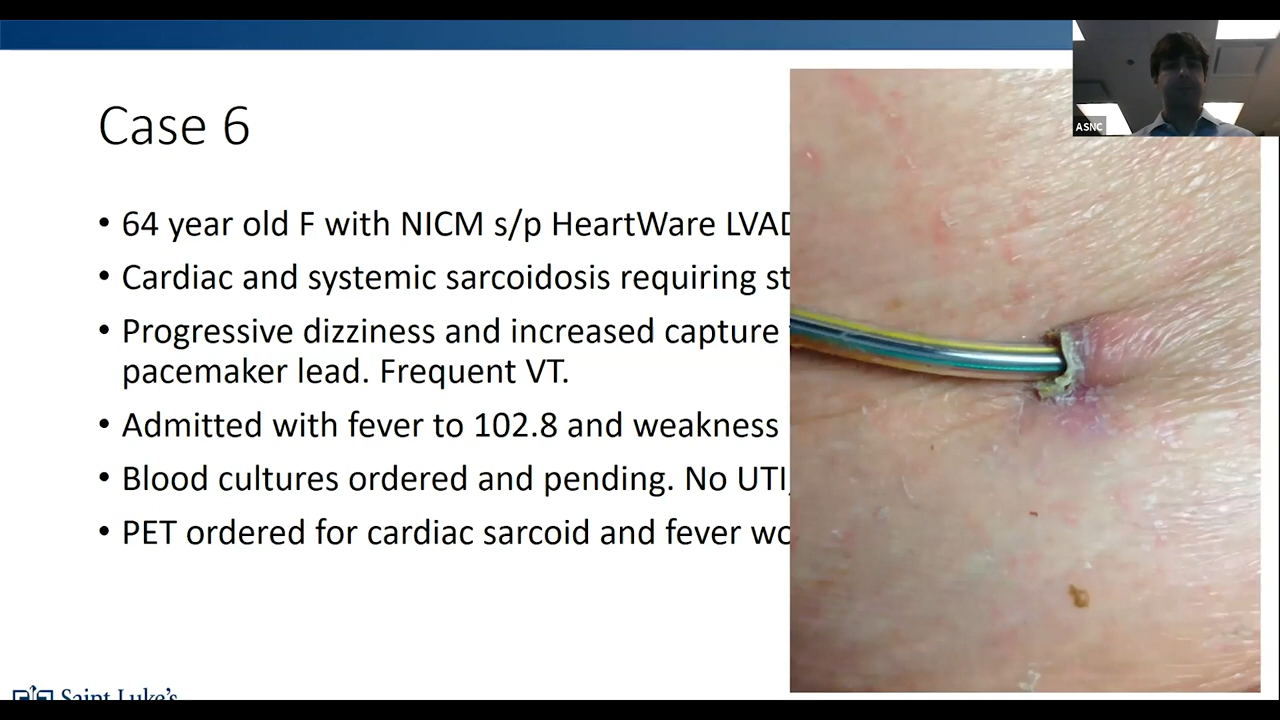 ASNC
Case 6
• 64 year old F with NICM s/p HeartWare LVAD
• Cardiac and systemic sarcoidosis requiring st
• Progressive dizziness and increased capture
pacemaker lead. Frequent VT.
• Admitted with fever to 102.8 and weakness
• Blood cultures ordered and pending. No UTI,
• PET ordered for cardiac sarcoid and fever wo
Saint Luke's